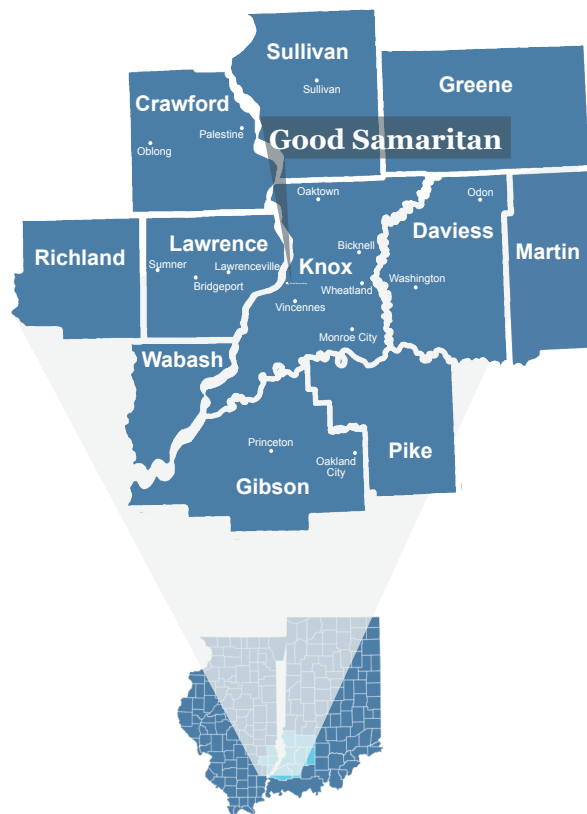 Sullivan
Sullivan
Greene
Crawford
Palestine
Oblong
Good Samaritan
Oaktown
Odon
Daviess
Martin
Richland
Lawrence
Sumner
Lawrenceville
Bridgeport
Knox
Bicknell
Wheatland
Washington
Vincennes
Monroe City
Wabash
Princeton
Oakland
City
Pike
Gibson